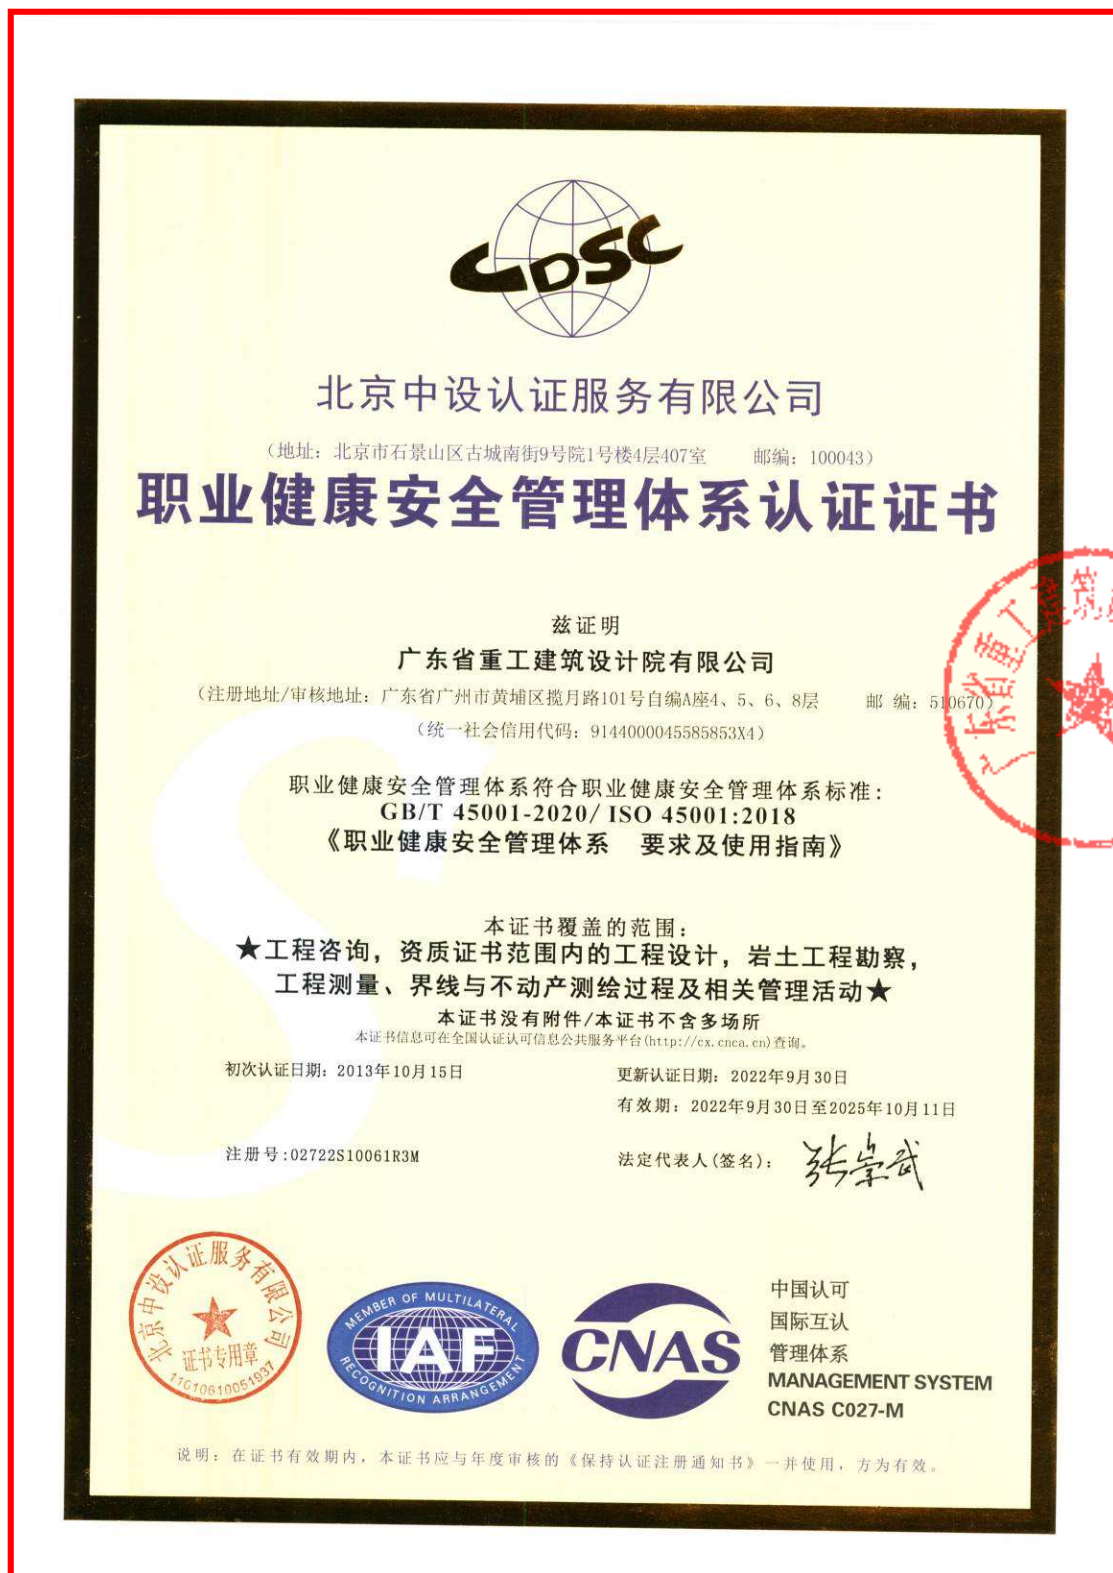 CDSC
北京中设认证服务有限公司
(地址：北京市石景山区古城南街9号院1号楼4层407室 邮编：100043)
职业健康安全管理体系认证证书
兹证明
广东省重工建筑设计院有限公司
(注册地址/审核地址：广东省广州市黄埔区揽月路101号自编A座4、5、6、8层 邮 编：510670)
(统一社会信用代码：9144000045585853X4)
广东省重工建筑
职业健康安全管理体系符合职业健康安全管理体系标准：
GB/T 45001-2020/ ISO 45001:2018
《职业健康安全管理体系 要求及使用指南》
本证书覆盖的范围：
★工程咨询，资质证书范围内的工程设计，岩土工程勘察，
工程测量、界线与不动产测绘过程及相关管理活动★
本证书没有附件/本证书不含多场所
本证书信息可在全国认证认可信息公共服务平台(http://cx.cnca.cn)查询。
初次认证日期：2013年10月15日
更新认证日期：2022年9月30日
有效期：2022年9月30日至2025年10月11日
注册号:02722S10061R3M
法定代表人(签名)：张崇武
北京中设认证服务有限公司
证书专用章
11010610051937
MEMBER OF MULTILATERAL
IAF
RECOGNITION ARRANGEMENT
CNAS
中国认可
国际互认
管理体系
MANAGEMENT SYSTEM
CNAS C027-M
说明：在证书有效期内，本证书应与年度审核的《保持认证注册通知书》一并使用，方为有效。